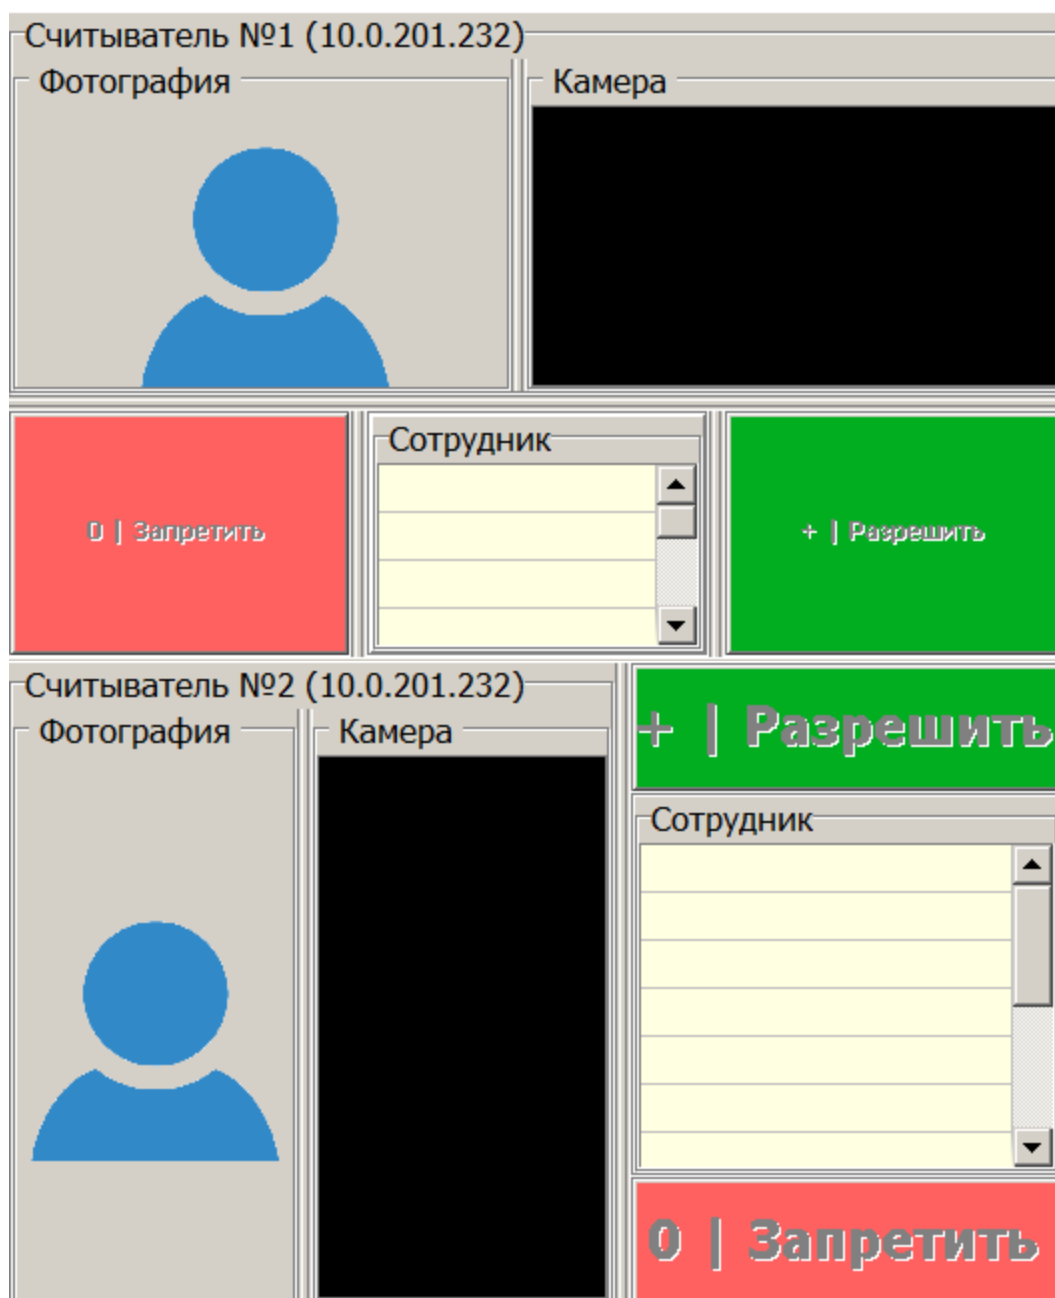 Считыватель №1 (10.0.201.232)
Фотография
Камера
0 | Запретить
Сотрудник
+ | Разрешить
Считыватель №2 (10.0.201.232)
Фотография
Камера
+ | Разрешить
Сотрудник
0 | Запретить